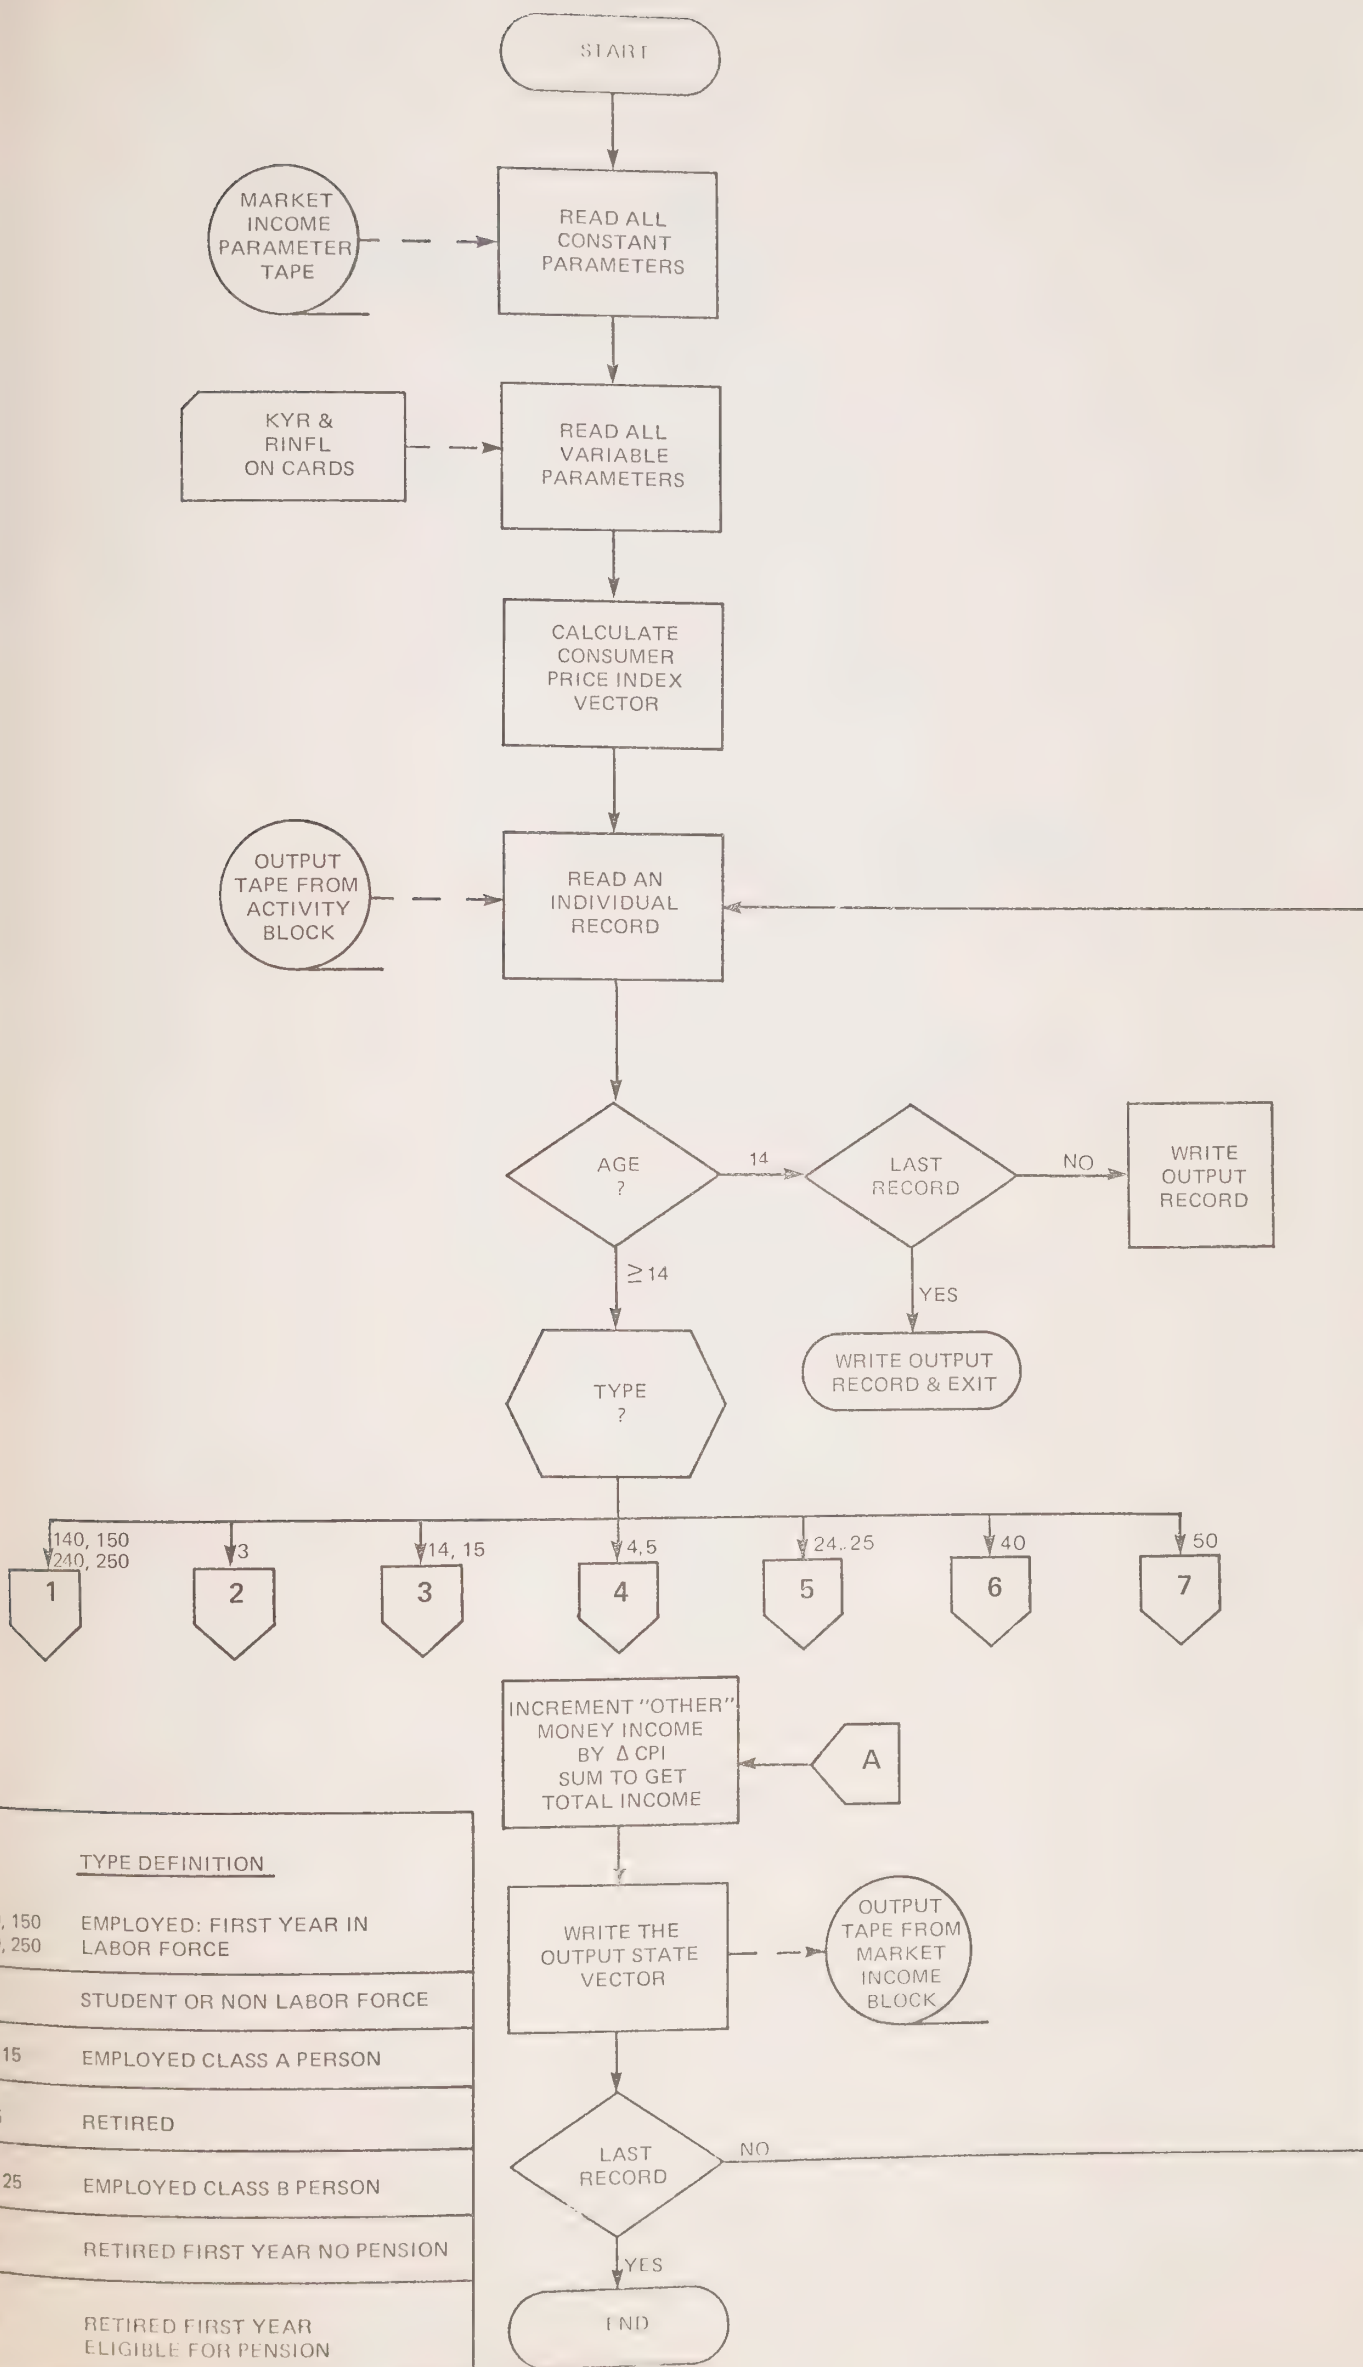 START
MARKET
INCOME
PARAMETER
TAPE
READ ALL
CONSTANT
PARAMETERS
KYR &
RINFL
ON CARDS
READ ALL
VARIABLE
PARAMETERS
CALCULATE
CONSUMER
PRICE INDEX
VECTOR
OUTPUT
TAPE FROM
ACTIVITY
BLOCK
READ AN
INDIVIDUAL
RECORD
AGE
?
14
LAST
RECORD
NO
WRITE
OUTPUT
RECORD
≥14
YES
WRITE OUTPUT
RECORD & EXIT
TYPE
?
140, 150
240, 250
3
14, 15
4,5
24..25
40
50
1
2
3
4
5
6
7
INCREMENT "OTHER"
MONEY INCOME
BY Δ CPI
SUM TO GET
TOTAL INCOME
A
WRITE THE
OUTPUT STATE
VECTOR
OUTPUT
TAPE FROM
MARKET
INCOME
BLOCK
LAST
RECORD
NO
YES
END
TYPE DEFINITION
, 150 EMPLOYED: FIRST YEAR IN
, 250 LABOR FORCE
STUDENT OR NON LABOR FORCE
15 EMPLOYED CLASS A PERSON
RETIRED
25 EMPLOYED CLASS B PERSON
RETIRED FIRST YEAR NO PENSION
RETIRED FIRST YEAR
ELIGIBLE FOR PENSION